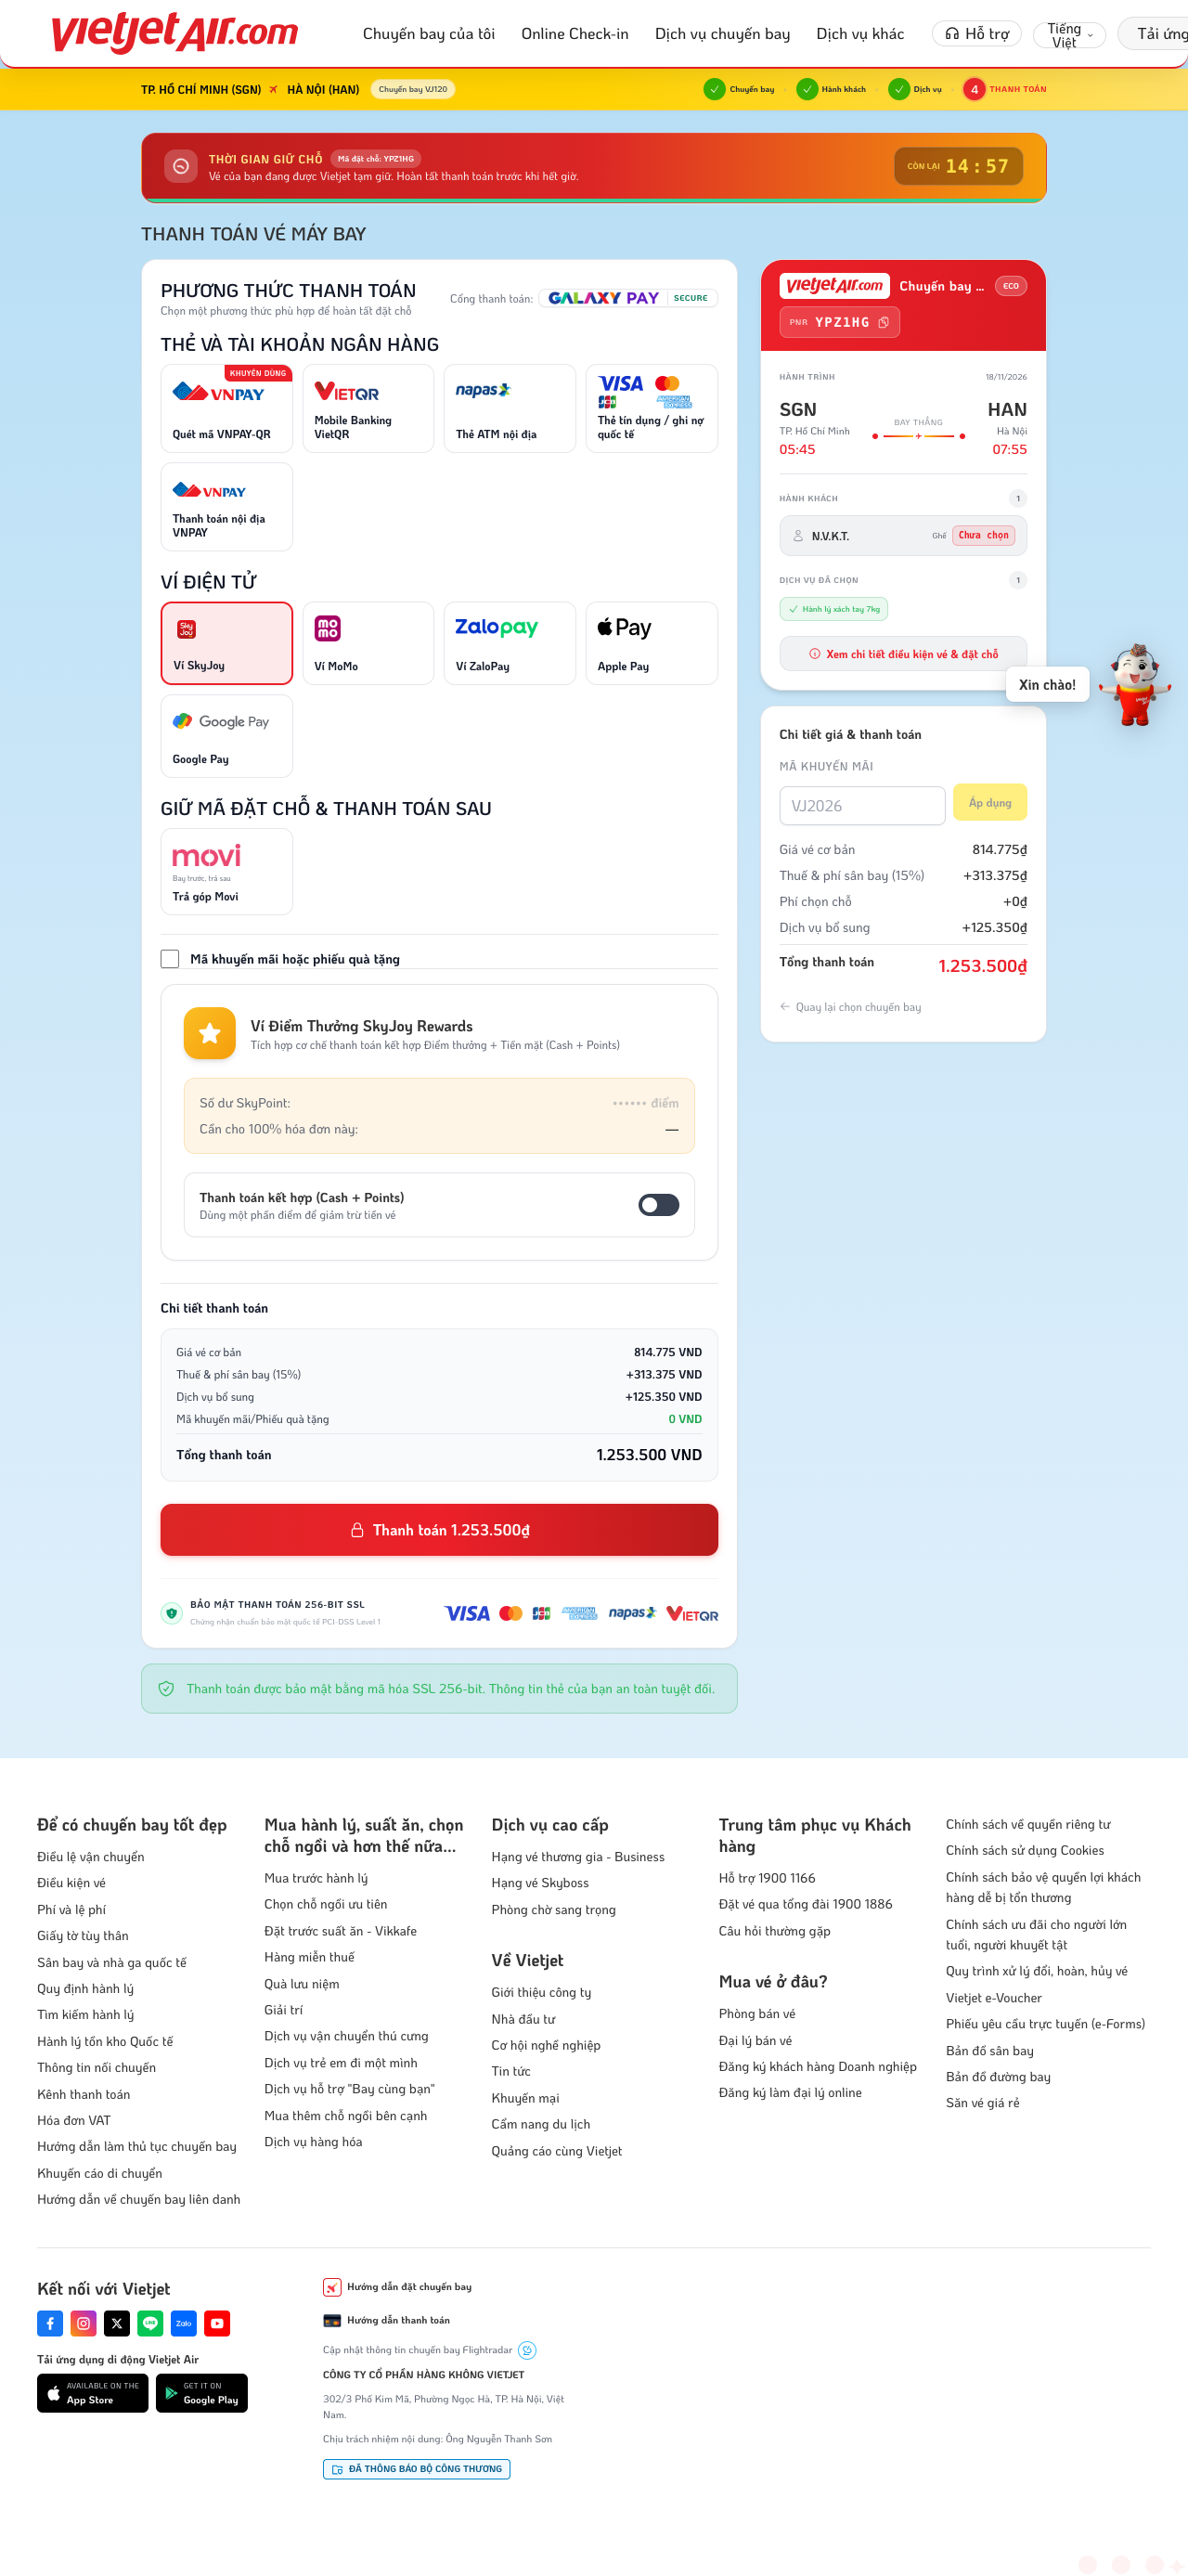 vietjetAir.com
Chuyến bay của tôi
Online Check-in
Dịch vụ chuyến bay
Dịch vụ khác
Hỗ trợ
Tiếng Việt
Tải ứng
TP. HỒ CHÍ MINH (SGN) HÀ NỘI (HAN) Chuyến bay VJ120
Chuyến bay
Hành khách
Dịch vụ
4 THANH TOÁN
THỜI GIAN GIỮ CHỖ Mã đặt chỗ: YPZ1HG
Vé của bạn đang được Vietjet tạm giữ. Hoàn tất thanh toán trước khi hết giờ.
CÒN LẠI 14:57
THANH TOÁN VÉ MÁY BAY
PHƯƠNG THỨC THANH TOÁN
Chọn một phương thức phù hợp để hoàn tất đặt chỗ
Cổng thanh toán: GALAXY PAY SECURE
THẺ VÀ TÀI KHOẢN NGÂN HÀNG
KHUYÊN DÙNG
VNPAY
Quét mã VNPAY-QR
VIETQR
Mobile Banking VietQR
napas
Thẻ ATM nội địa
VISA
JCB
AMERICAN EXPRESS
Thẻ tín dụng / ghi nợ quốc tế
VNPAY
Thanh toán nội địa VNPAY
VÍ ĐIỆN TỬ
Sky Joy
Ví SkyJoy
mo mo
Ví MoMo
Zalopay
Ví ZaloPay
Pay
Apple Pay
Google Pay
Google Pay
GIỮ MÃ ĐẶT CHỖ & THANH TOÁN SAU
movi
Bay trước, trả sau
Trả góp Movi
Mã khuyến mãi hoặc phiếu quà tặng
Ví Điểm Thưởng SkyJoy Rewards
Tích hợp cơ chế thanh toán kết hợp Điểm thưởng + Tiền mặt (Cash + Points)
Số dư SkyPoint: •••••• điểm
Cần cho 100% hóa đơn này: —
Thanh toán kết hợp (Cash + Points)
Dùng một phần điểm để giảm trừ tiền vé
Chi tiết thanh toán
Giá vé cơ bản 814.775 VND
Thuế & phí sân bay (15%) +313.375 VND
Dịch vụ bổ sung +125.350 VND
Mã khuyến mãi/Phiếu quà tặng 0 VND
Tổng thanh toán 1.253.500 VND
Thanh toán 1.253.500₫
BẢO MẬT THANH TOÁN 256-BIT SSL
Chứng nhận chuẩn bảo mật quốc tế PCI-DSS Level 1
VISA JCB AMERICAN EXPRESS napas VIETQR
Thanh toán được bảo mật bằng mã hóa SSL 256-bit. Thông tin thẻ của bạn an toàn tuyệt đối.
vietjetAir.com Chuyến bay ... ECO
PNR YPZ1HG
HÀNH TRÌNH 18/11/2026
SGN HAN
TP. Hồ Chí Minh BAY THẲNG Hà Nội
05:45 07:55
HÀNH KHÁCH 1
N.V.K.T. Ghế Chưa chọn
DỊCH VỤ ĐÃ CHỌN 1
Hành lý xách tay 7kg
Xem chi tiết điều kiện vé & đặt chỗ
Xin chào!
Chi tiết giá & thanh toán
MÃ KHUYẾN MÃI
VJ2026 Áp dụng
Giá vé cơ bản 814.775₫
Thuế & phí sân bay (15%) +313.375₫
Phí chọn chỗ +0₫
Dịch vụ bổ sung +125.350₫
Tổng thanh toán 1.253.500₫
Quay lại chọn chuyến bay
Để có chuyến bay tốt đẹp
Điều lệ vận chuyển
Điều kiện vé
Phí và lệ phí
Giấy tờ tùy thân
Sân bay và nhà ga quốc tế
Quy định hành lý
Tìm kiếm hành lý
Hành lý tồn kho Quốc tế
Thông tin nối chuyến
Kênh thanh toán
Hóa đơn VAT
Hướng dẫn làm thủ tục chuyến bay
Khuyến cáo di chuyển
Hướng dẫn về chuyến bay liên danh
Mua hành lý, suất ăn, chọn
chỗ ngồi và hơn thế nữa...
Mua trước hành lý
Chọn chỗ ngồi ưu tiên
Đặt trước suất ăn - Vikkafe
Hàng miễn thuế
Quà lưu niệm
Giải trí
Dịch vụ vận chuyển thú cưng
Dịch vụ trẻ em đi một mình
Dịch vụ hỗ trợ "Bay cùng bạn"
Mua thêm chỗ ngồi bên cạnh
Dịch vụ hàng hóa
Dịch vụ cao cấp
Hạng vé thương gia - Business
Hạng vé Skyboss
Phòng chờ sang trọng
Về Vietjet
Giới thiệu công ty
Nhà đầu tư
Cơ hội nghề nghiệp
Tin tức
Khuyến mại
Cẩm nang du lịch
Quảng cáo cùng Vietjet
Trung tâm phục vụ Khách
hàng
Hỗ trợ 1900 1166
Đặt vé qua tổng đài 1900 1886
Câu hỏi thường gặp
Mua vé ở đâu?
Phòng bán vé
Đại lý bán vé
Đăng ký khách hàng Doanh nghiệp
Đăng ký làm đại lý online
Chính sách về quyền riêng tư
Chính sách sử dụng Cookies
Chính sách bảo vệ quyền lợi khách
hàng dễ bị tổn thương
Chính sách ưu đãi cho người lớn
tuổi, người khuyết tật
Quy trình xử lý đổi, hoàn, hủy vé
Vietjet e-Voucher
Phiếu yêu cầu trực tuyến (e-Forms)
Bản đồ sân bay
Bản đồ đường bay
Săn vé giá rẻ
Kết nối với Vietjet
LINE
Zalo
Tải ứng dụng di động Vietjet Air
AVAILABLE ON THE
App Store
GET IT ON
Google Play
Hướng dẫn đặt chuyến bay
Hướng dẫn thanh toán
Cập nhật thông tin chuyến bay Flightradar
CÔNG TY CỔ PHẦN HÀNG KHÔNG VIETJET
302/3 Phố Kim Mã, Phường Ngọc Hà, TP. Hà Nội, Việt
Nam.
Chịu trách nhiệm nội dung: Ông Nguyễn Thanh Sơn
ĐÃ THÔNG BÁO BỘ CÔNG THƯƠNG